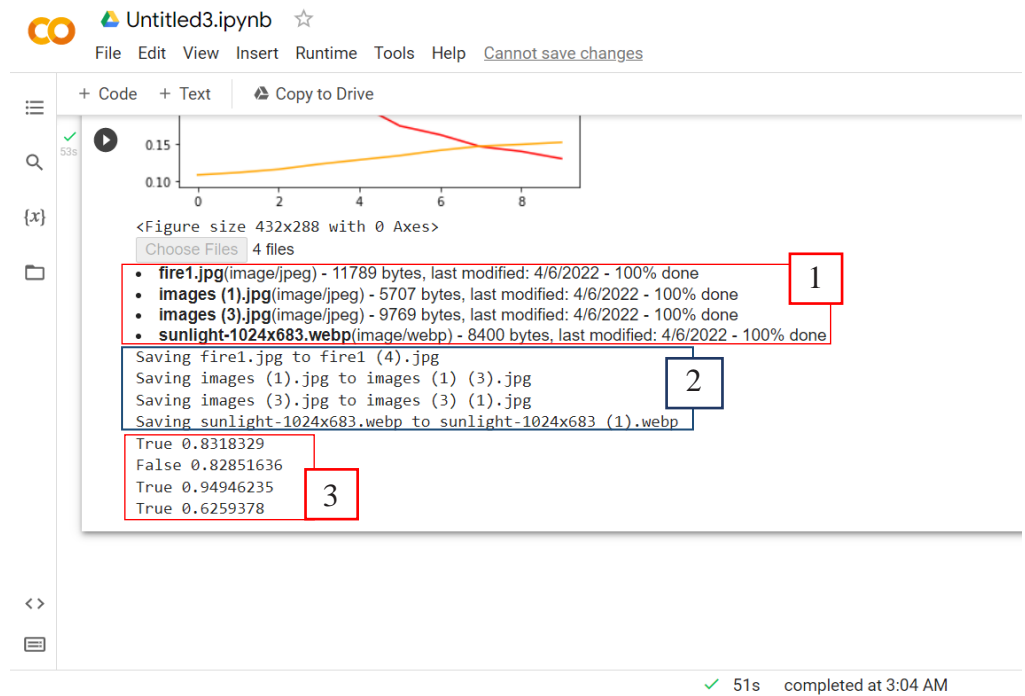 Untitled3.ipynb
File Edit View Insert Runtime Tools Help Cannot save changes
+ Code + Text Copy to Drive
53s
0.15
0.10
0 2 4 6 8
<Figure size 432x288 with 0 Axes>
Choose Files 4 files
• fire1.jpg(image/jpeg) - 11789 bytes, last modified: 4/6/2022 - 100% done
• images (1).jpg(image/jpeg) - 5707 bytes, last modified: 4/6/2022 - 100% done
• images (3).jpg(image/jpeg) - 9769 bytes, last modified: 4/6/2022 - 100% done
• sunlight-1024x683.webp(image/webp) - 8400 bytes, last modified: 4/6/2022 - 100% done
1
Saving fire1.jpg to fire1 (4).jpg
Saving images (1).jpg to images (1) (3).jpg
Saving images (3).jpg to images (3) (1).jpg
Saving sunlight-1024x683.webp to sunlight-1024x683 (1).webp
2
True 0.8318329
False 0.82851636
True 0.94946235
True 0.6259378
3
{x}
<>
51s completed at 3:04 AM